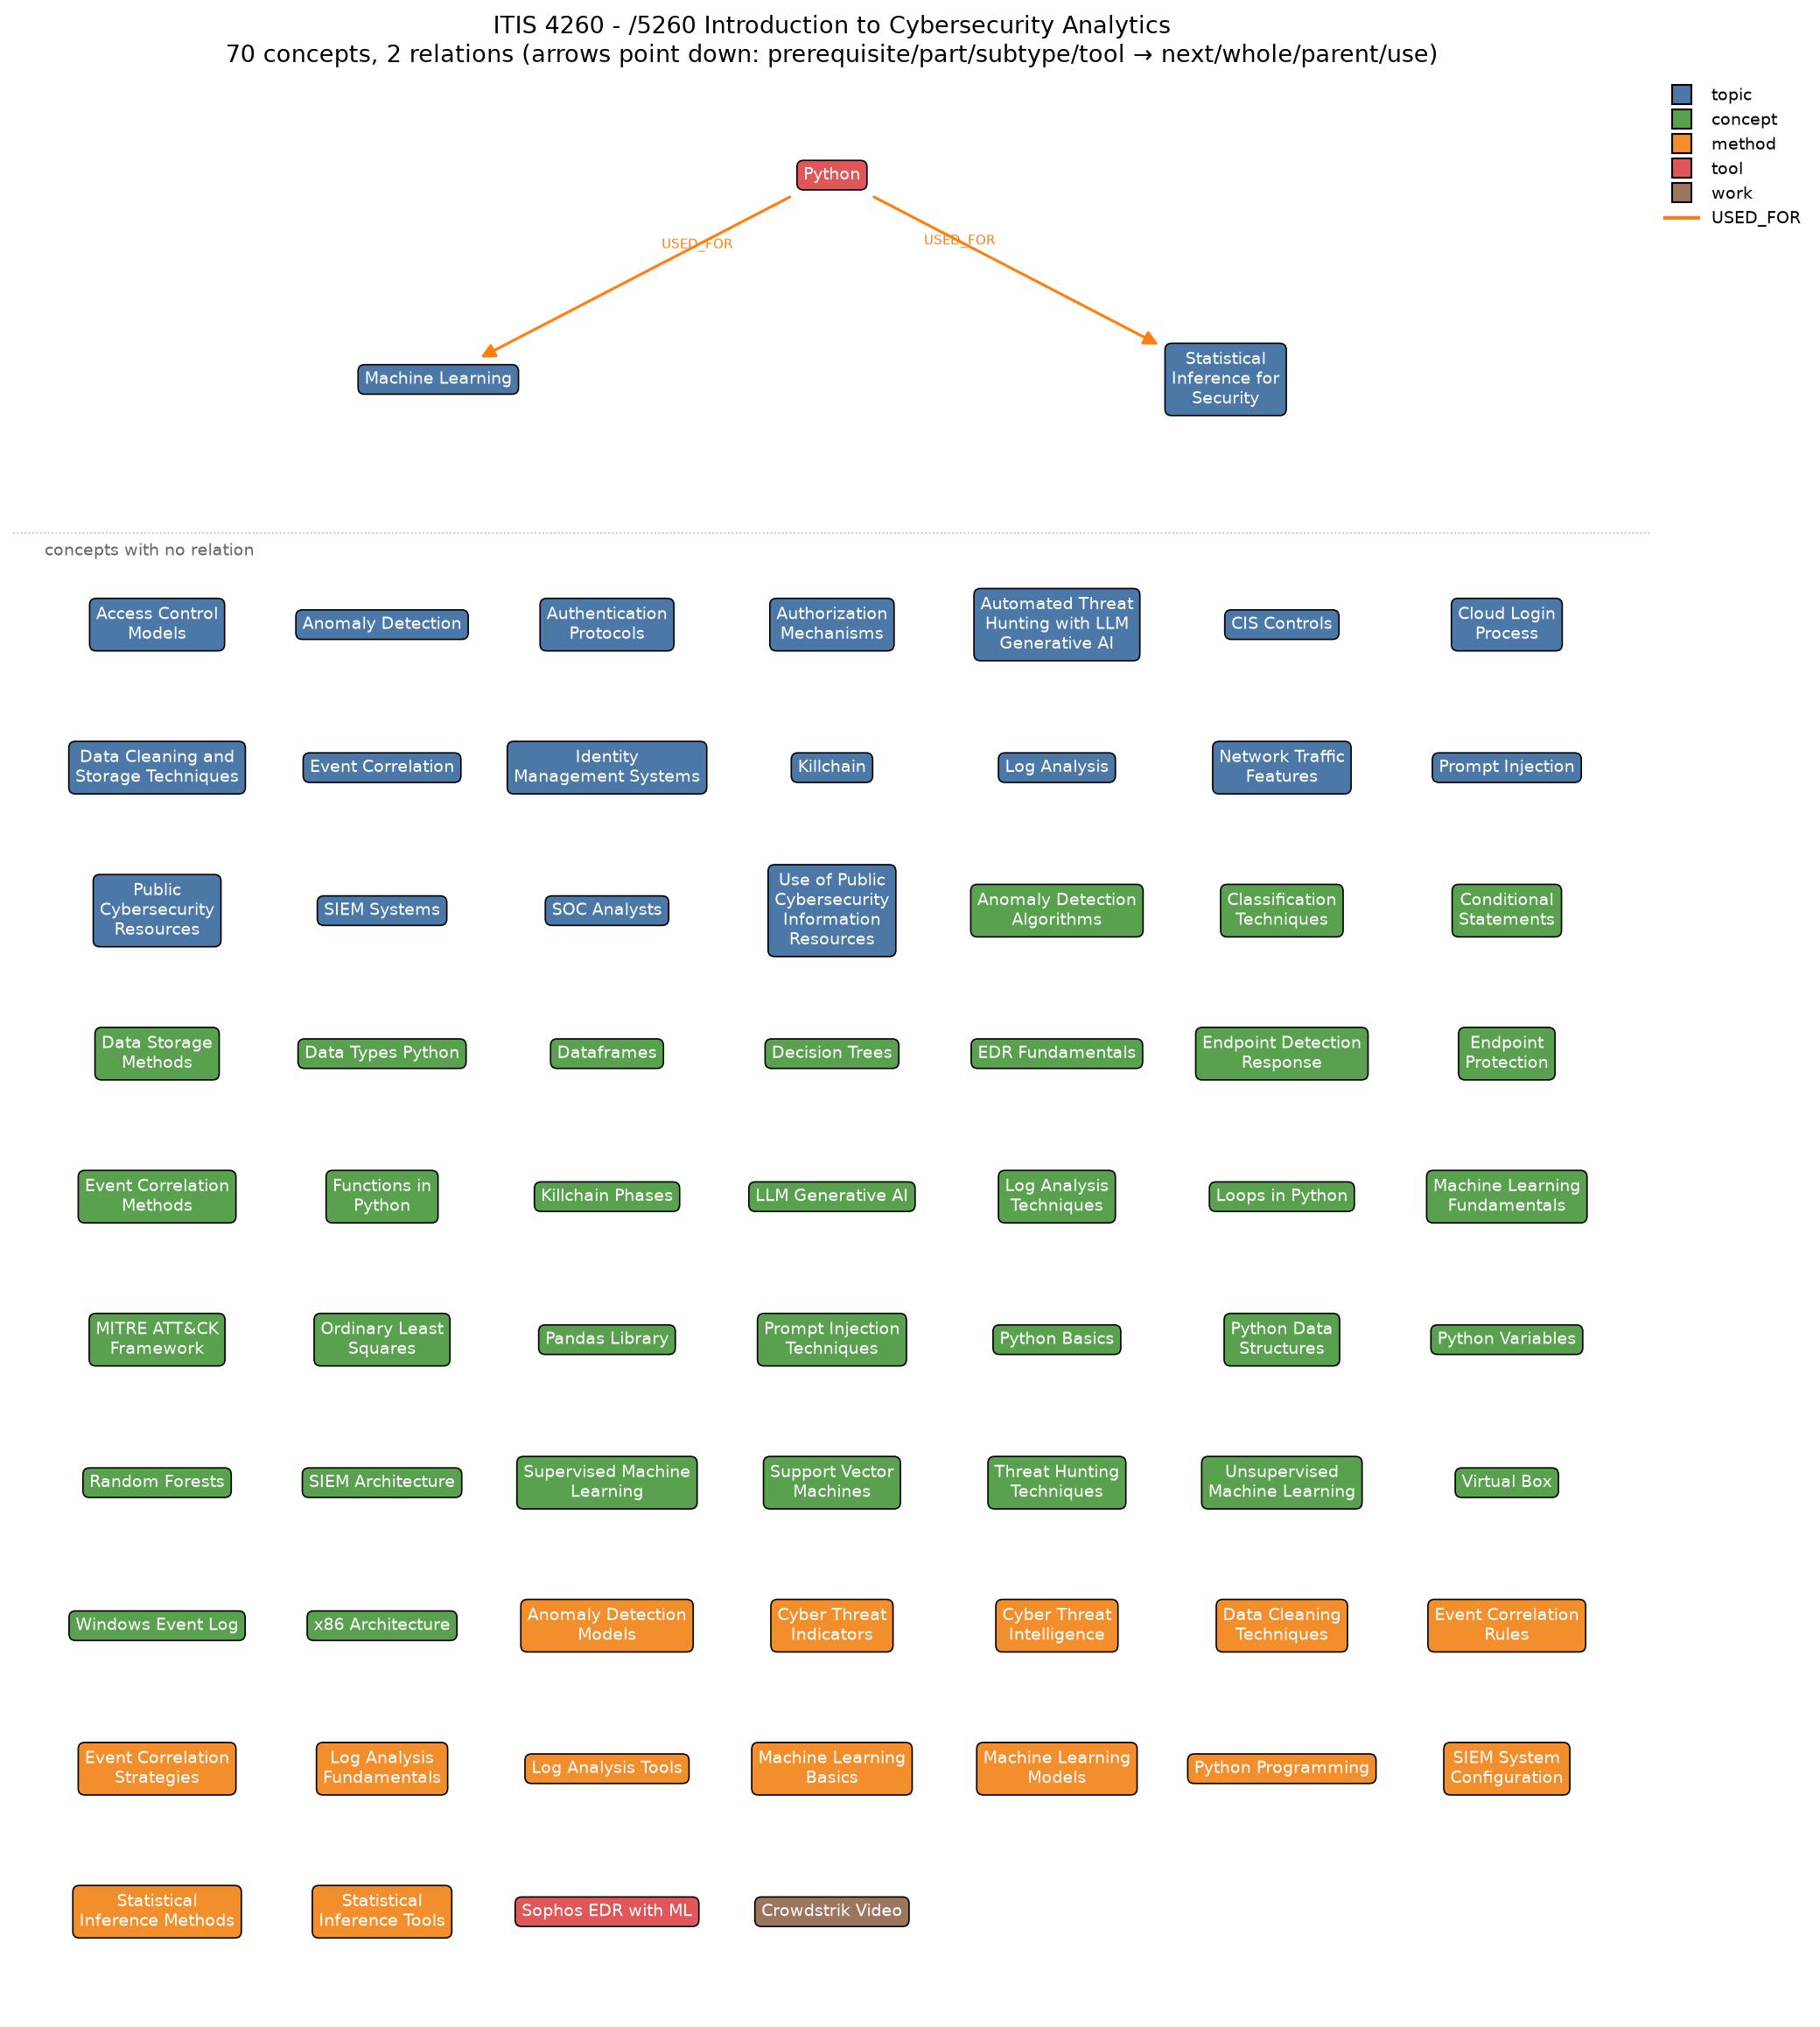 ITIS 4260 - /5260 Introduction to Cybersecurity Analytics
70 concepts, 2 relations (arrows point down: prerequisite/part/subtype/tool → next/whole/parent/use)
topic
concept
method
tool
work
USED_FOR
Python
USED_FOR
USED_FOR
Machine Learning
Statistical
Inference for
Security
concepts with no relation
Access Control
Models
Anomaly Detection
Authentication
Protocols
Authorization
Mechanisms
Automated Threat
Hunting with LLM
Generative AI
CIS Controls
Cloud Login
Process
Data Cleaning and
Storage Techniques
Event Correlation
Identity
Management Systems
Killchain
Log Analysis
Network Traffic
Features
Prompt Injection
Public
Cybersecurity
Resources
SIEM Systems
SOC Analysts
Use of Public
Cybersecurity
Information
Resources
Anomaly Detection
Algorithms
Classification
Techniques
Conditional
Statements
Data Storage
Methods
Data Types Python
Dataframes
Decision Trees
EDR Fundamentals
Endpoint Detection
Response
Endpoint
Protection
Event Correlation
Methods
Functions in
Python
Killchain Phases
LLM Generative AI
Log Analysis
Techniques
Loops in Python
Machine Learning
Fundamentals
MITRE ATT&CK
Framework
Ordinary Least
Squares
Pandas Library
Prompt Injection
Techniques
Python Basics
Python Data
Structures
Python Variables
Random Forests
SIEM Architecture
Supervised Machine
Learning
Support Vector
Machines
Threat Hunting
Techniques
Unsupervised
Machine Learning
Virtual Box
Windows Event Log
x86 Architecture
Anomaly Detection
Models
Cyber Threat
Indicators
Cyber Threat
Intelligence
Data Cleaning
Techniques
Event Correlation
Rules
Event Correlation
Strategies
Log Analysis
Fundamentals
Log Analysis Tools
Machine Learning
Basics
Machine Learning
Models
Python Programming
SIEM System
Configuration
Statistical
Inference Methods
Statistical
Inference Tools
Sophos EDR with ML
Crowdstrik Video